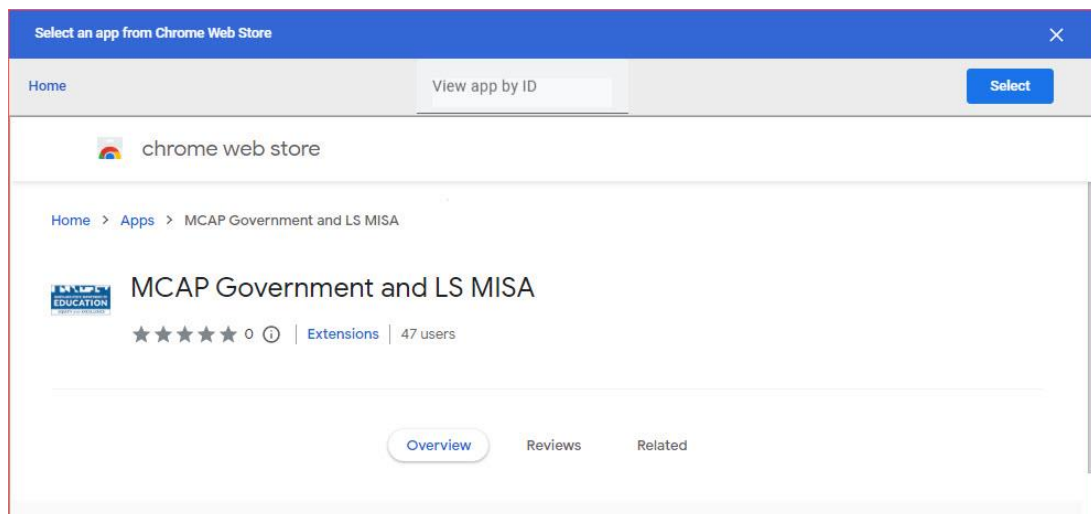 Select an app from Chrome Web Store
Home View app by ID Select
chrome web store
Home > Apps > MCAP Government and LS MISA
MCAP Government and LS MISA
EDUCATION
0 Extensions 47 users
Overview Reviews Related